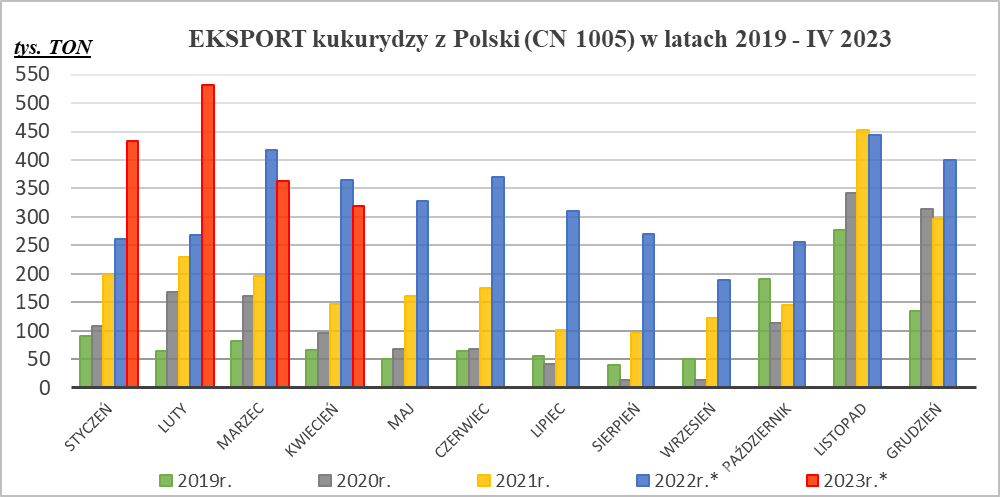 EKSPORT kukurydzy z Polski (CN 1005) w latach 2019 - IV 2023
tys. TON
550
500
450
400
350
300
250
200
150
100
50
0
STYCZEŃ
LUTY
MARZEC
KWIECIEŃ
MAJ
CZERWIEC
LIPIEC
SIERPIEŃ
WRZESIEŃ
PAŹDZIERNIK
LISTOPAD
GRUDZIEŃ
2019r. 2020r. 2021r. 2022r.* 2023r.*